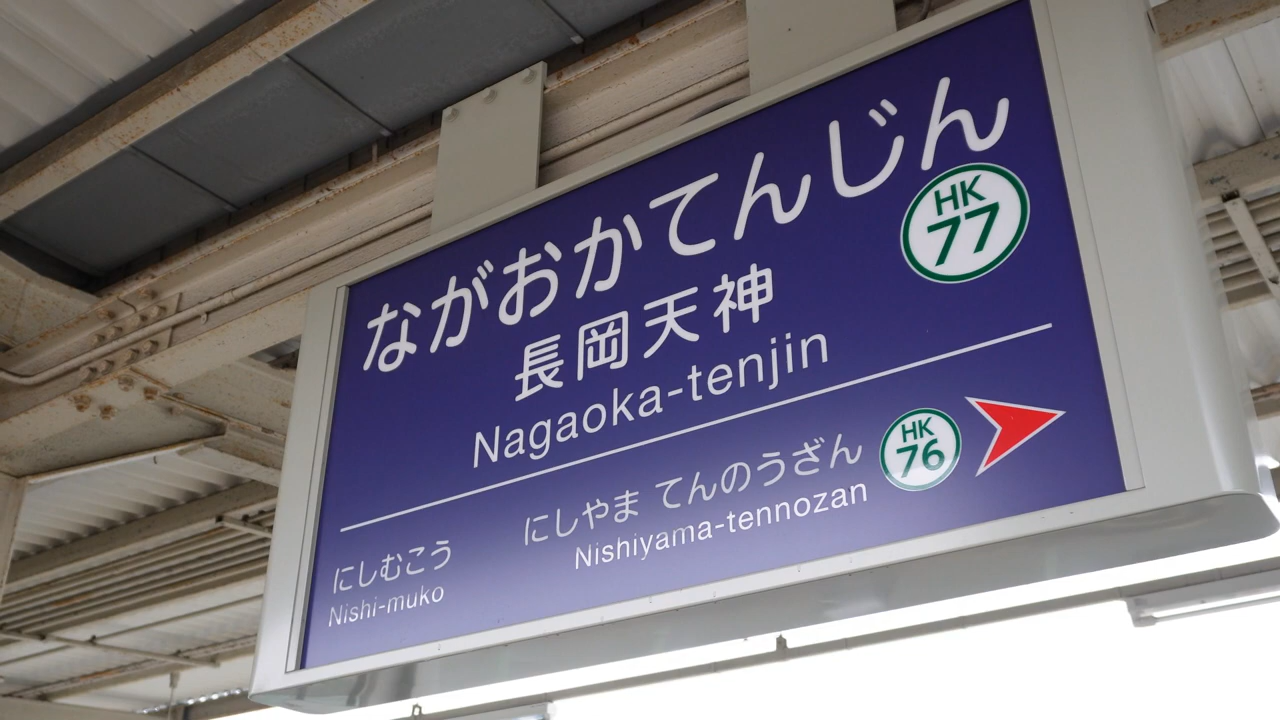 ながおかてんじん
HK
77
長岡天神
Nagaoka-tenjin
にしむこう
Nishi-muko
にしやま てんのうざん
Nishiyama-tennozan
HK
76